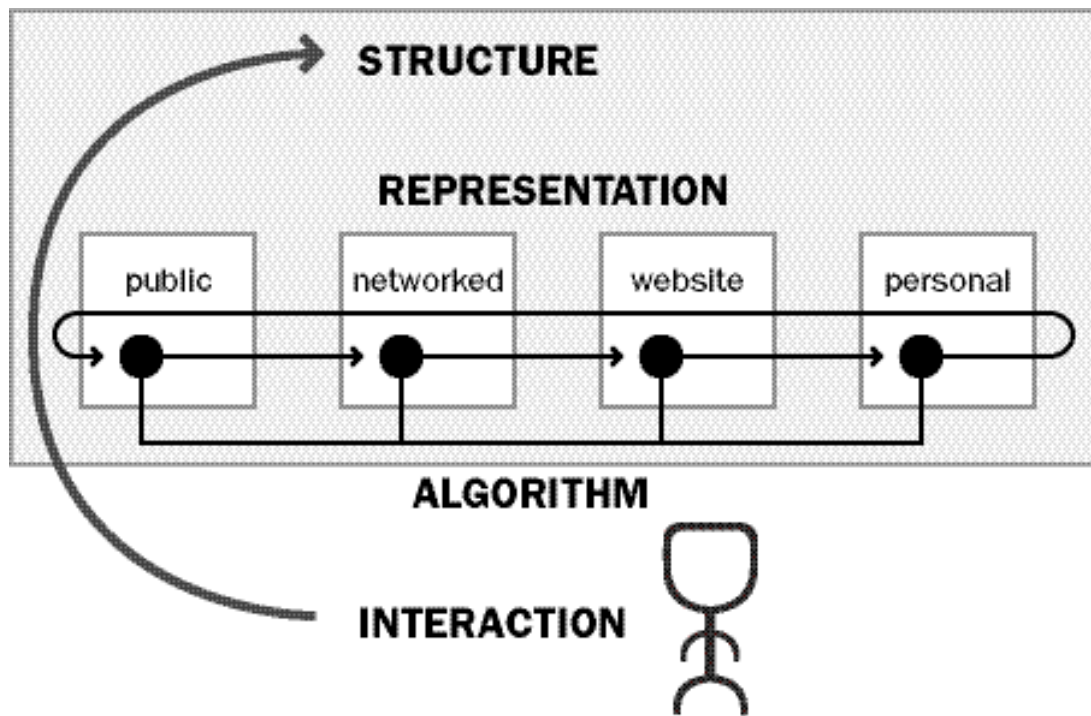 STRUCTURE
REPRESENTATION
public networked website personal
ALGORITHM
INTERACTION